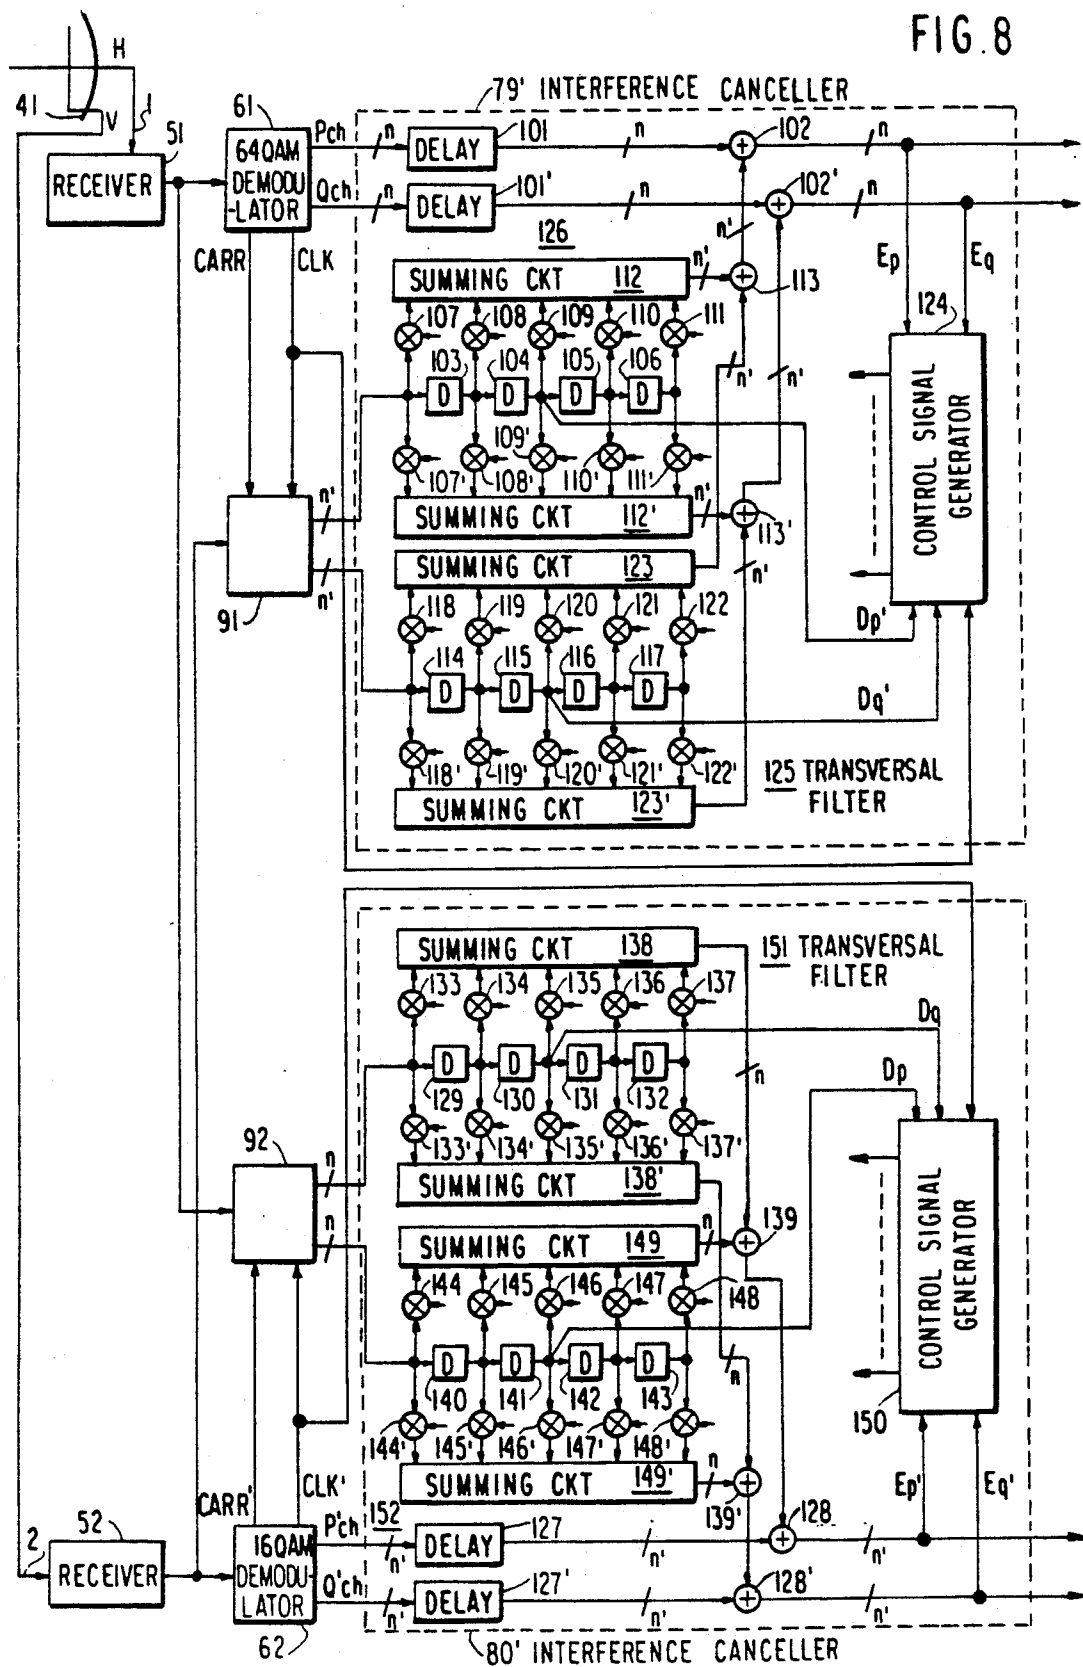 FIG. 8
H
41
V
1
51
61
79' INTERFERENCE CANCELLER
RECEIVER
64QAM
DEMODU
-LATOR
Pch
n
DELAY
101
n
102
n
Qch
n
DELAY
101'
n
102'
n
CARR
CLK
126
n'
Ep
Eq
SUMMING CKT 112
n'
113
124
107
108
109
110
111
103
104
105
106
n'
n'
D
D
D
D
CONTROL SIGNAL
GENERATOR
107'
108'
109'
110'
111'
n'
SUMMING CKT 112'
n'
113'
n'
SUMMING CKT 123
n'
91
118
119
120
121
122
Dp'
114
115
116
117
D
D
D
D
Dq'
118'
119'
120'
121'
122'
125 TRANSVERSAL
FILTER
SUMMING CKT 123'
SUMMING CKT 138
151 TRANSVERSAL
FILTER
133
134
135
136
137
Dq
D
D
D
D
n
Dp
129
130
131
132
133'
134'
135'
136'
137'
92
n
SUMMING CKT 138'
n
SUMMING CKT 149
n
139
144
145
146
147
148
CONTROL SIGNAL
GENERATOR
D
D
D
D
n
140
141
142
143
150
144'
145'
146'
147'
148'
SUMMING CKT 149'
n
139'
CARR'
CLK'
Ep'
Eq'
52
2
P'ch
152
127
128
RECEIVER
16QAM
DEMODU-
LATOR
n'
DELAY
n'
n'
Q'ch
127'
128'
n'
DELAY
n'
n'
62
80' INTERFERENCE CANCELLER